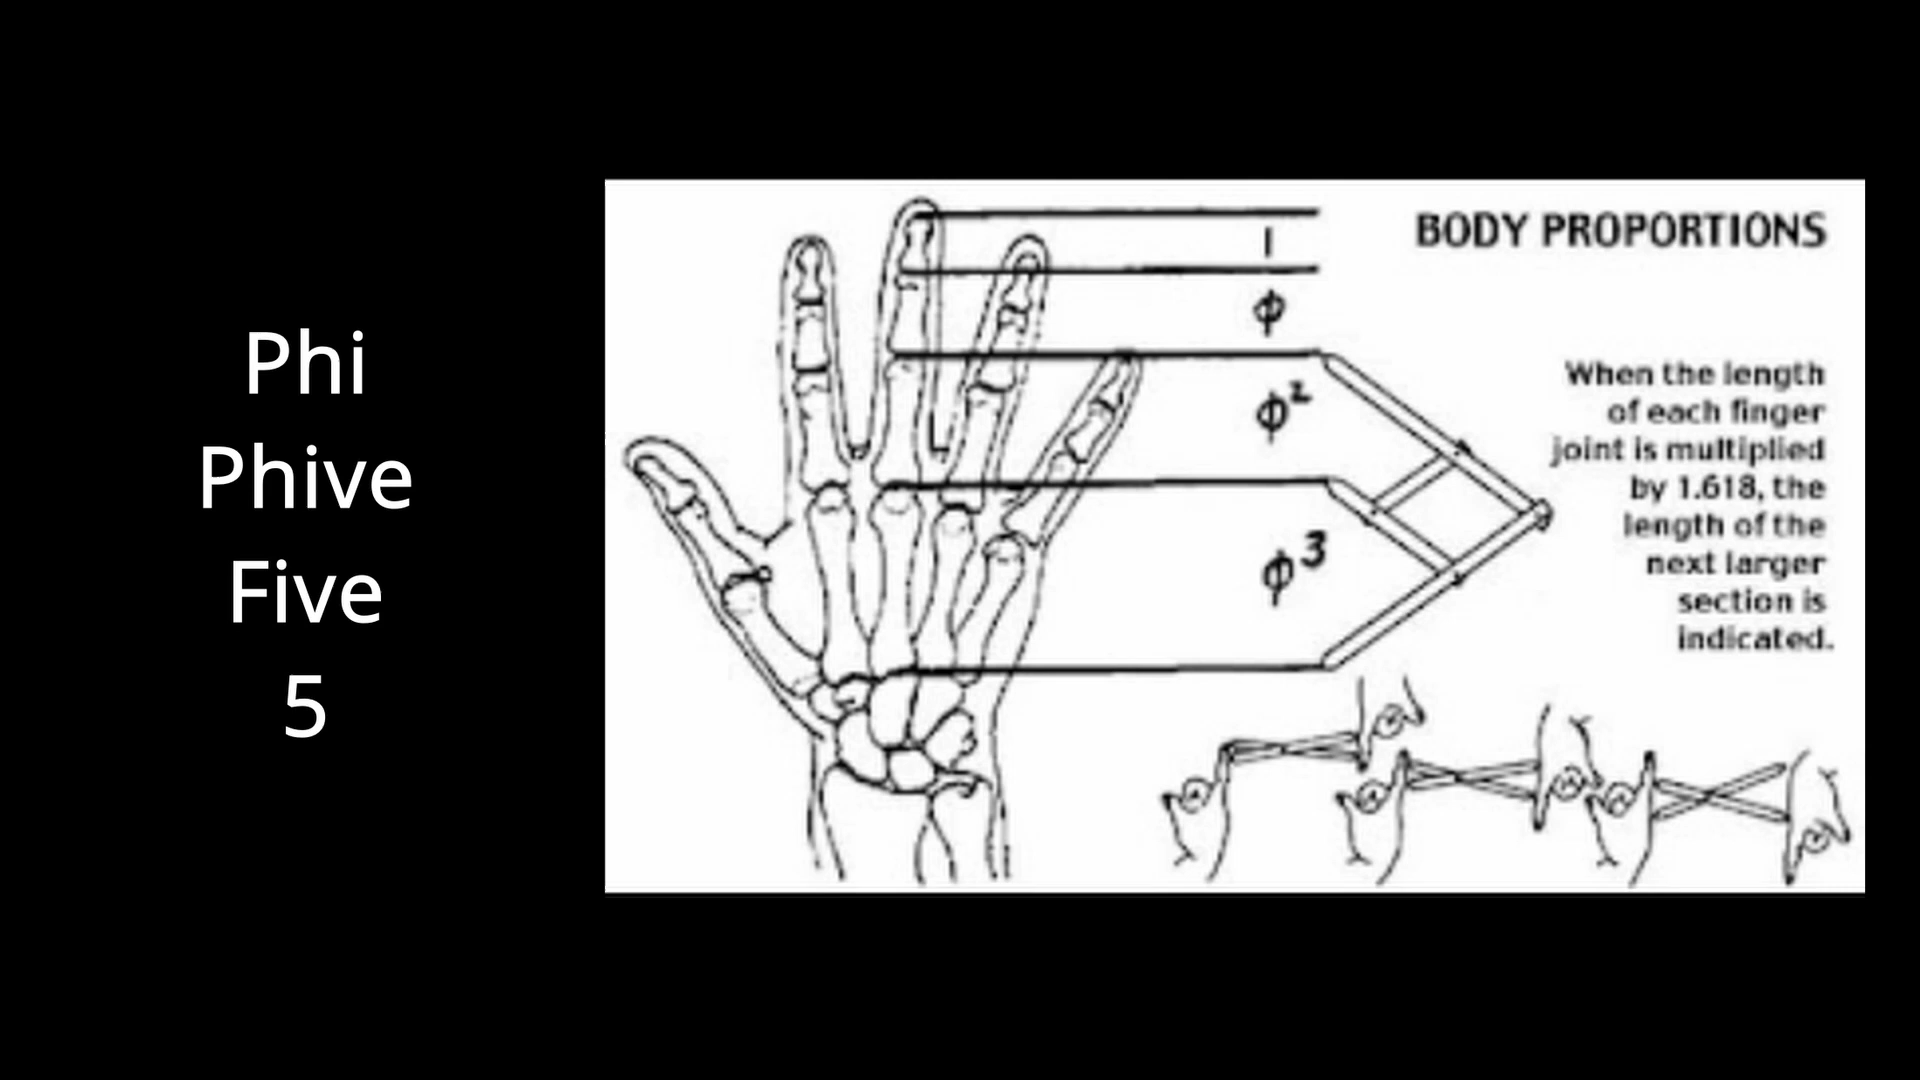 Phi
Phive
Five
5
BODY PROPORTIONS
1
ϕ
ϕ²
ϕ³
When the length
of each finger
joint is multiplied
by 1.618, the
length of the
next larger
section is
indicated.